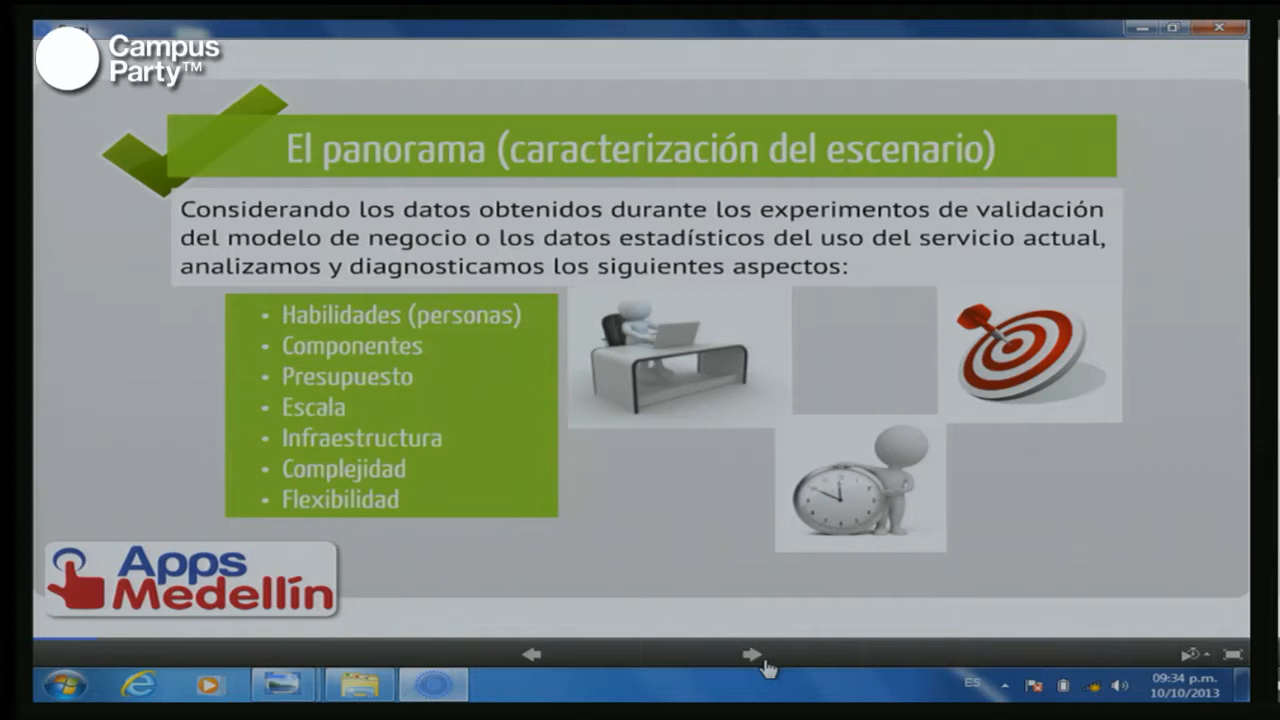 Campus
Party™
El panorama (caracterización del escenario)
Considerando los datos obtenidos durante los experimentos de validación
del modelo de negocio o los datos estadísticos del uso del servicio actual,
analizamos y diagnosticamos los siguientes aspectos:
• Habilidades (personas)
• Componentes
• Presupuesto
• Escala
• Infraestructura
• Complejidad
• Flexibilidad
Apps
Medellín
ES
09:34 p.m.
10/10/2013